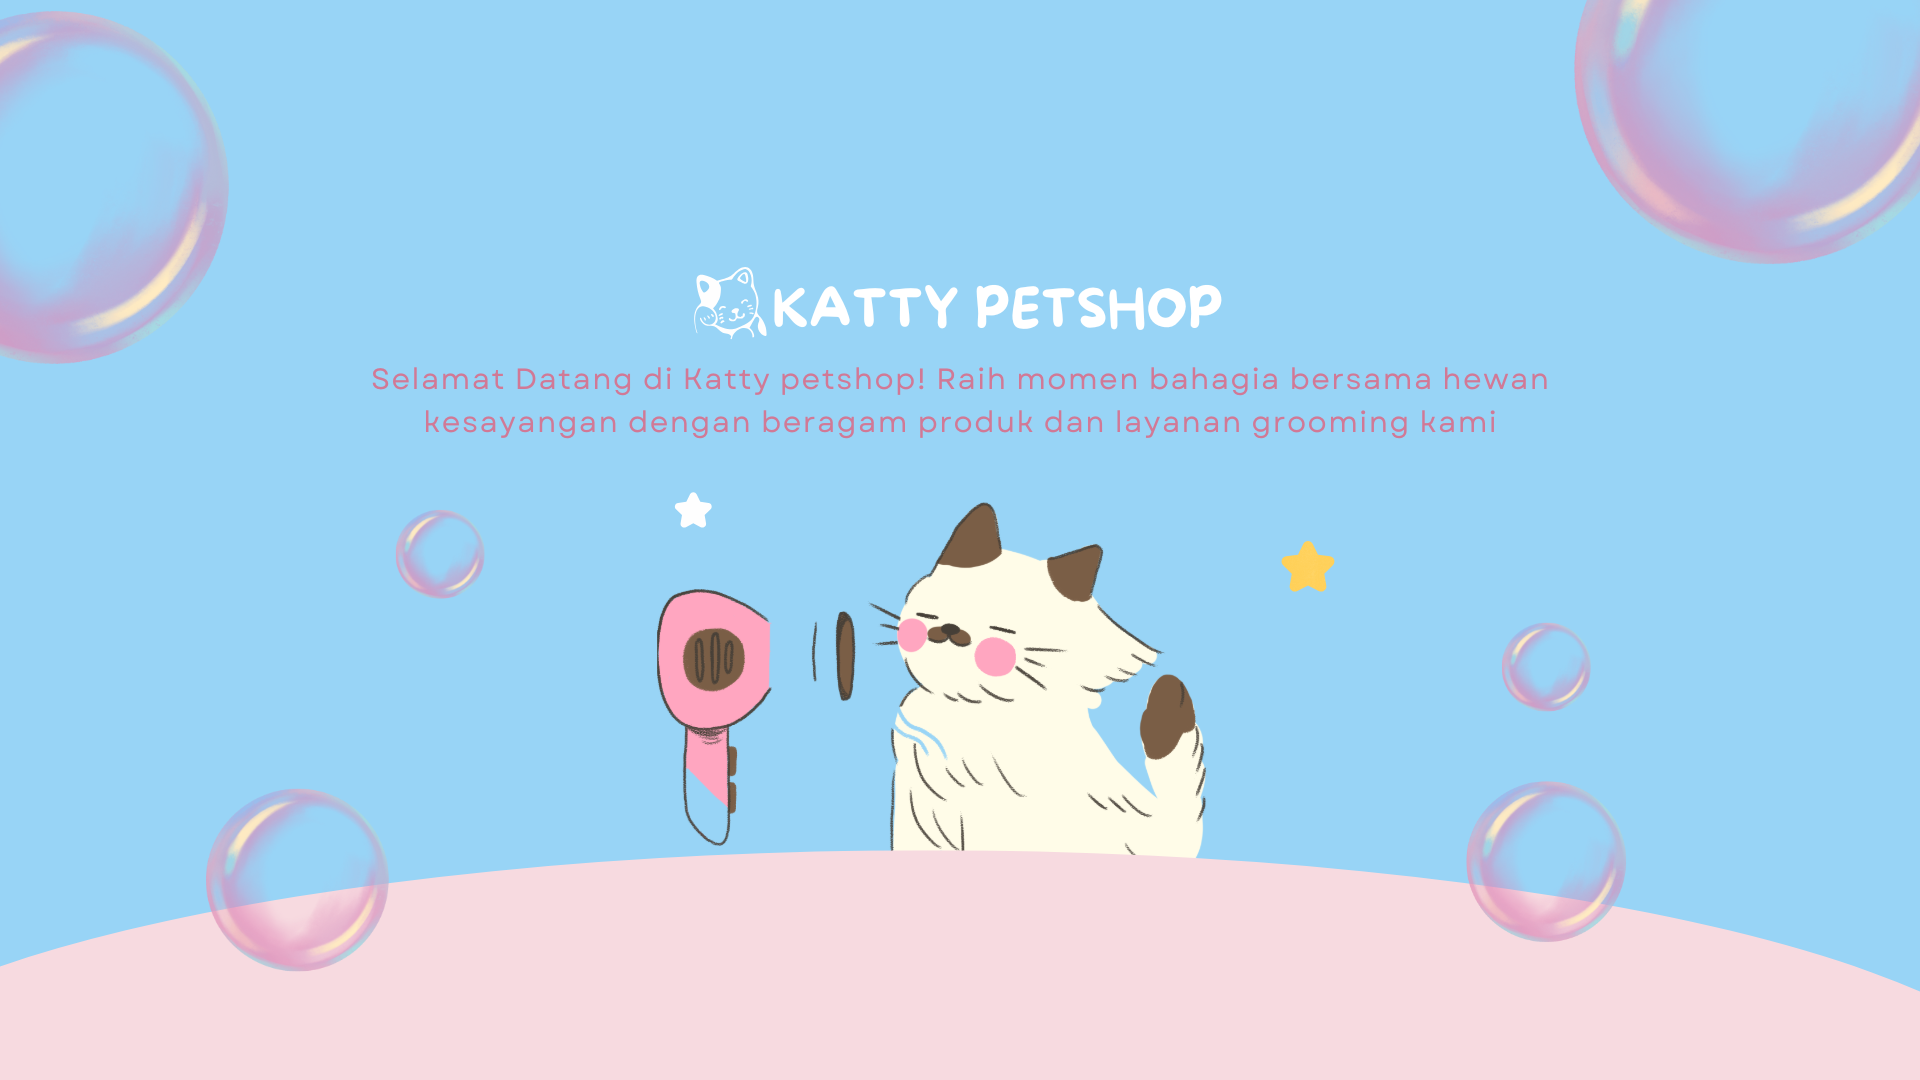 KATTY PETSHOP
Selamat Datang di Katty petshop! Raih momen bahagia bersama hewan
kesayangan dengan beragam produk dan layanan grooming kami